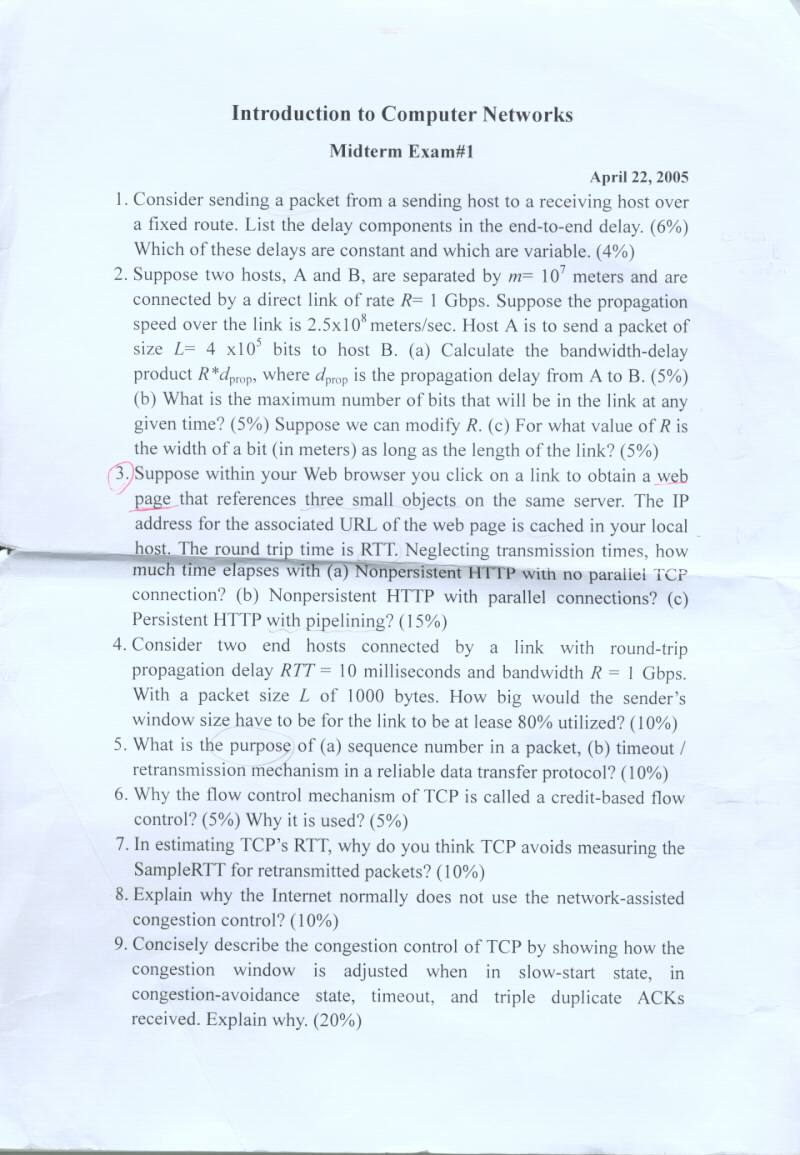 Introduction to Computer Networks
Midterm Exam#1
April 22, 2005
1. Consider sending a packet from a sending host to a receiving host over
a fixed route. List the delay components in the end-to-end delay. (6%)
Which of these delays are constant and which are variable. (4%)
2. Suppose two hosts, A and B, are separated by m= 10⁷ meters and are
connected by a direct link of rate R= 1 Gbps. Suppose the propagation
speed over the link is 2.5x10⁸ meters/sec. Host A is to send a packet of
size L= 4 x10⁵ bits to host B. (a) Calculate the bandwidth-delay
product R*dprop, where dprop is the propagation delay from A to B. (5%)
(b) What is the maximum number of bits that will be in the link at any
given time? (5%) Suppose we can modify R. (c) For what value of R is
the width of a bit (in meters) as long as the length of the link? (5%)
3. Suppose within your Web browser you click on a link to obtain a web
page that references three small objects on the same server. The IP
address for the associated URL of the web page is cached in your local
host. The round trip time is RTT. Neglecting transmission times, how
much time elapses with (a) Nonpersistent HTTP with no parallel TCP
connection? (b) Nonpersistent HTTP with parallel connections? (c)
Persistent HTTP with pipelining? (15%)
4. Consider two end hosts connected by a link with round-trip
propagation delay RTT = 10 milliseconds and bandwidth R = 1 Gbps.
With a packet size L of 1000 bytes. How big would the sender's
window size have to be for the link to be at lease 80% utilized? (10%)
5. What is the purpose of (a) sequence number in a packet, (b) timeout /
retransmission mechanism in a reliable data transfer protocol? (10%)
6. Why the flow control mechanism of TCP is called a credit-based flow
control? (5%) Why it is used? (5%)
7. In estimating TCP's RTT, why do you think TCP avoids measuring the
SampleRTT for retransmitted packets? (10%)
8. Explain why the Internet normally does not use the network-assisted
congestion control? (10%)
9. Concisely describe the congestion control of TCP by showing how the
congestion window is adjusted when in slow-start state, in
congestion-avoidance state, timeout, and triple duplicate ACKs
received. Explain why. (20%)